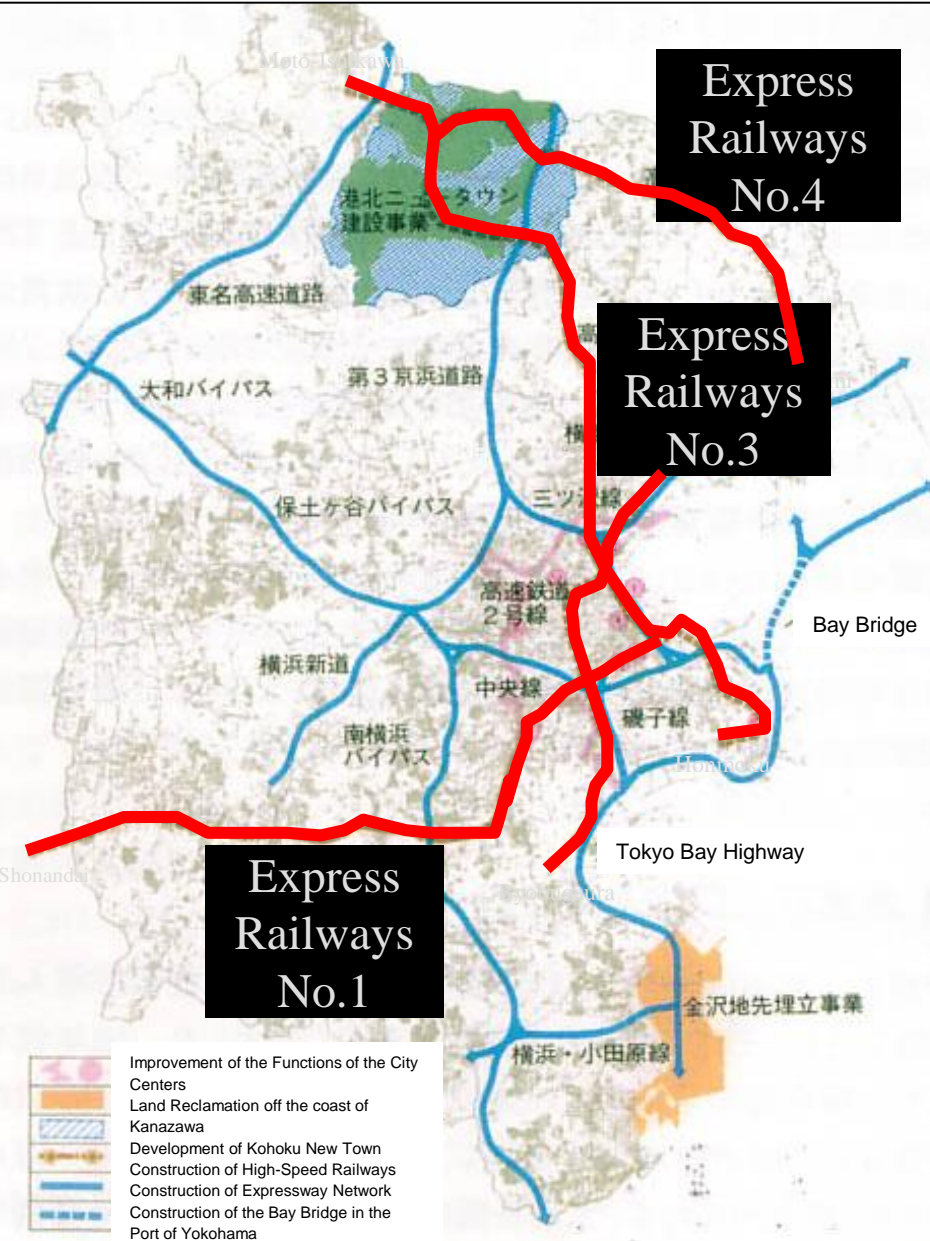 Moto-Ishikawa
Express
Railways
No.4
港北ニュータウン
建設事業
高
東名高速道路
Express
Railways
No.3
高
大和バイパス
第3京浜道路
横
三ツ沢線
保土ヶ谷バイパス
高速鉄道
2号線
Bay Bridge
横浜新道
中央線
磯子線
南横浜
バイパス
Honmoku
Tokyo Bay Highway
Shonandai
Express
Railways
No.1
金沢地先埋立事業
横浜・小田原線
Improvement of the Functions of the City
Centers
Land Reclamation off the coast of
Kanazawa
Development of Kohoku New Town
Construction of High-Speed Railways
Construction of Expressway Network
Construction of the Bay Bridge in the
Port of Yokohama